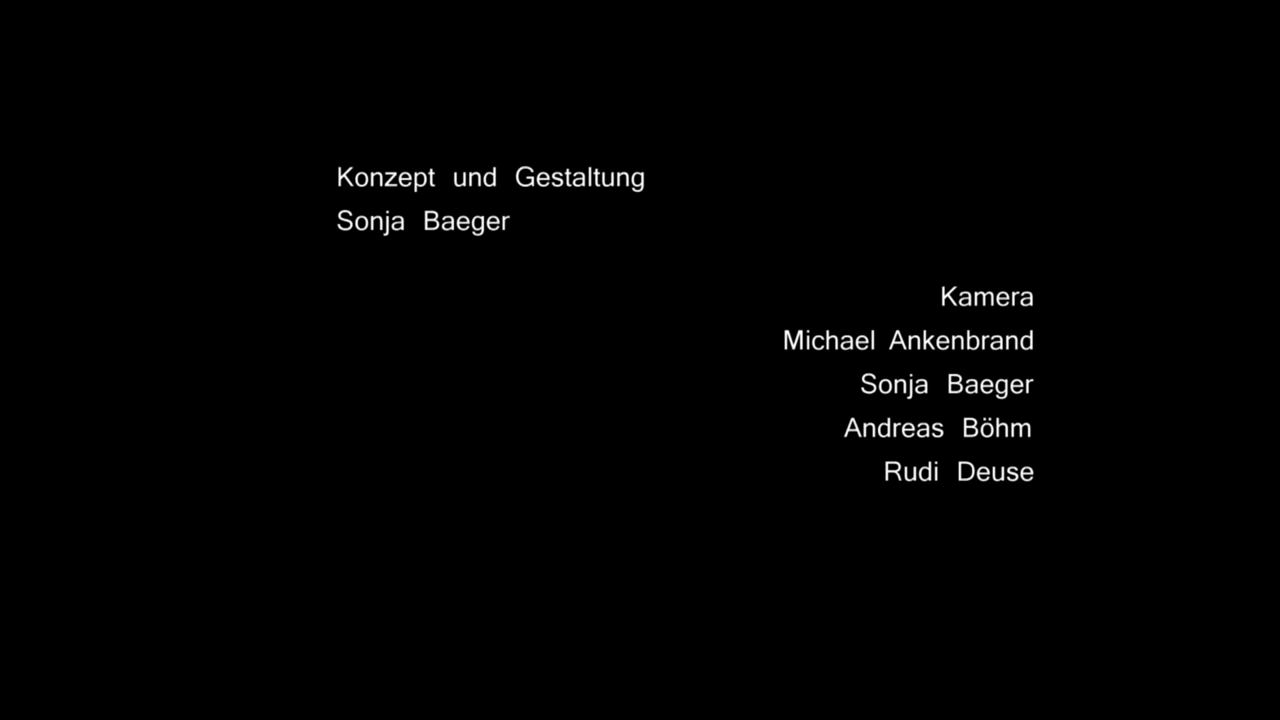 Konzept und Gestaltung
Sonja Baeger
Kamera
Michael Ankenbrand
Sonja Baeger
Andreas Böhm
Rudi Deuse